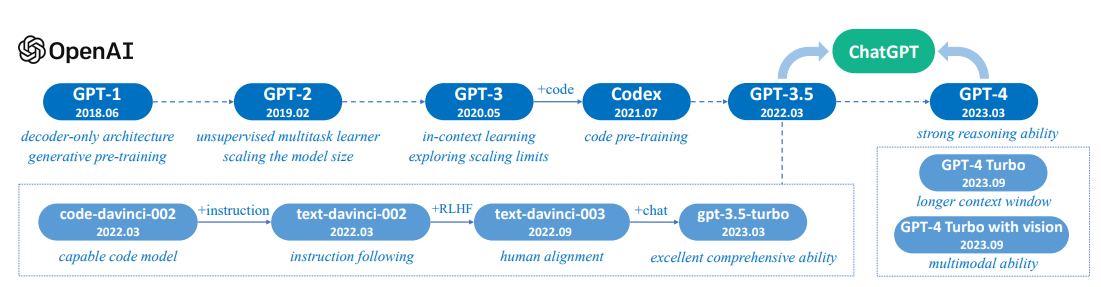 OpenAI
ChatGPT
GPT-1
2018.06
decoder-only architecture
generative pre-training
GPT-2
2019.02
unsupervised multitask learner
scaling the model size
GPT-3
2020.05
in-context learning
exploring scaling limits
+code
Codex
2021.07
code pre-training
GPT-3.5
2022.03
GPT-4
2023.03
strong reasoning ability
code-davinci-002
2022.03
capable code model
+instruction
text-davinci-002
2022.03
instruction following
+RLHF
text-davinci-003
2022.09
human alignment
+chat
gpt-3.5-turbo
2023.03
excellent comprehensive ability
GPT-4 Turbo
2023.09
longer context window
GPT-4 Turbo with vision
2023.09
multimodal ability